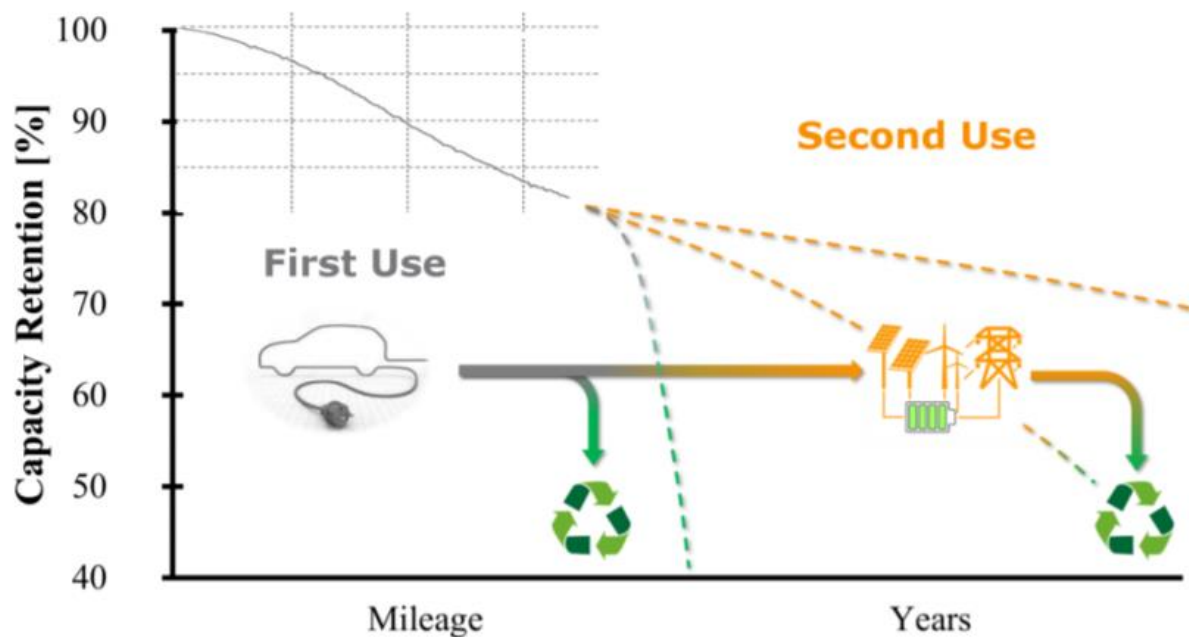 Capacity Retention [%]
100
90
80
70
60
50
40
First Use
Second Use
Mileage
Years